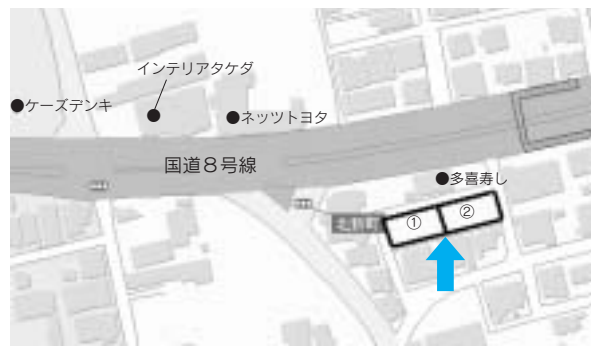 インテリアタケダ
●ケーズデンキ
●ネッツトヨタ
国道8号線
●多喜寿し
①
②